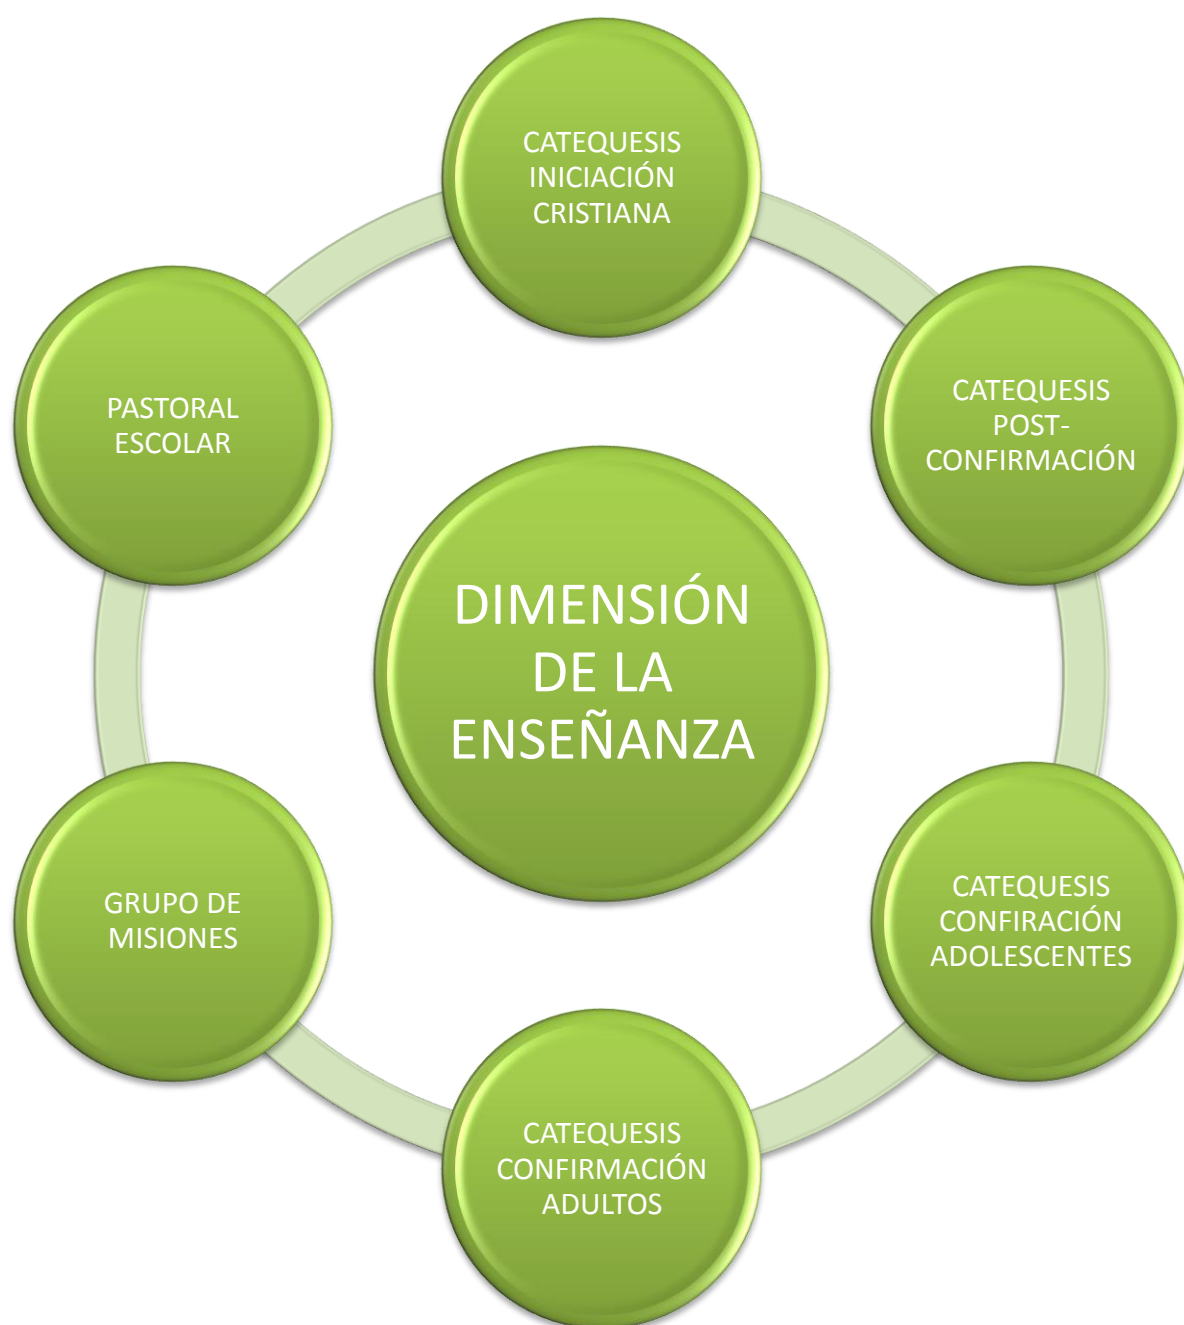 CATEQUESIS
INICIACIÓN
CRISTIANA
CATEQUESIS
POST-
CONFIRMACIÓN
CATEQUESIS
CONFIRACIÓN
ADOLESCENTES
CATEQUESIS
CONFIRMACIÓN
ADULTOS
GRUPO DE
MISIONES
PASTORAL
ESCOLAR
DIMENSIÓN
DE LA
ENSEÑANZA